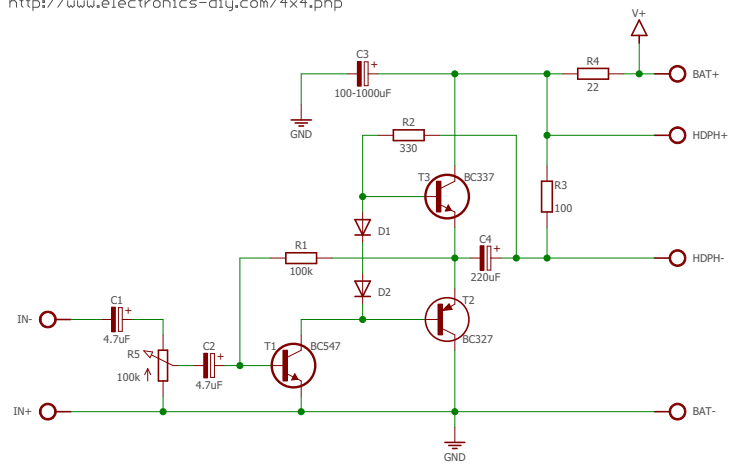 http://www.electronics-diy.com/4x4.php
V+
C3
+
R4
BAT+
100-1000uF
22
GND
R2
HDPH+
330
T3
BC337
R3
100
D1
C4
+
R1
HDPH-
100k
220uF
D2
T2
C1
+
IN-
BC327
4.7uF
C2
+
T1
BC547
R5
100k
4.7uF
IN+
BAT-
GND